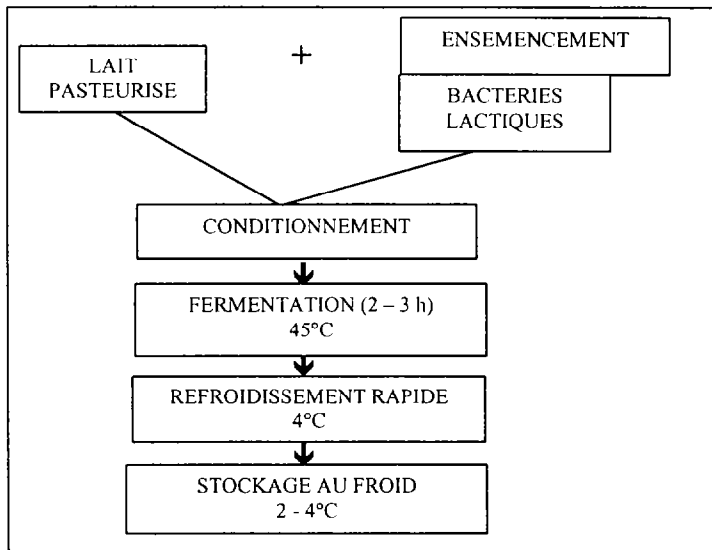 LAIT
PASTEURISE
+
ENSEMENCEMENT
BACTERIES
LACTIQUES
CONDITIONNEMENT
FERMENTATION (2 – 3 h)
45°C
REFROIDISSEMENT RAPIDE
4°C
STOCKAGE AU FROID
2 - 4°C